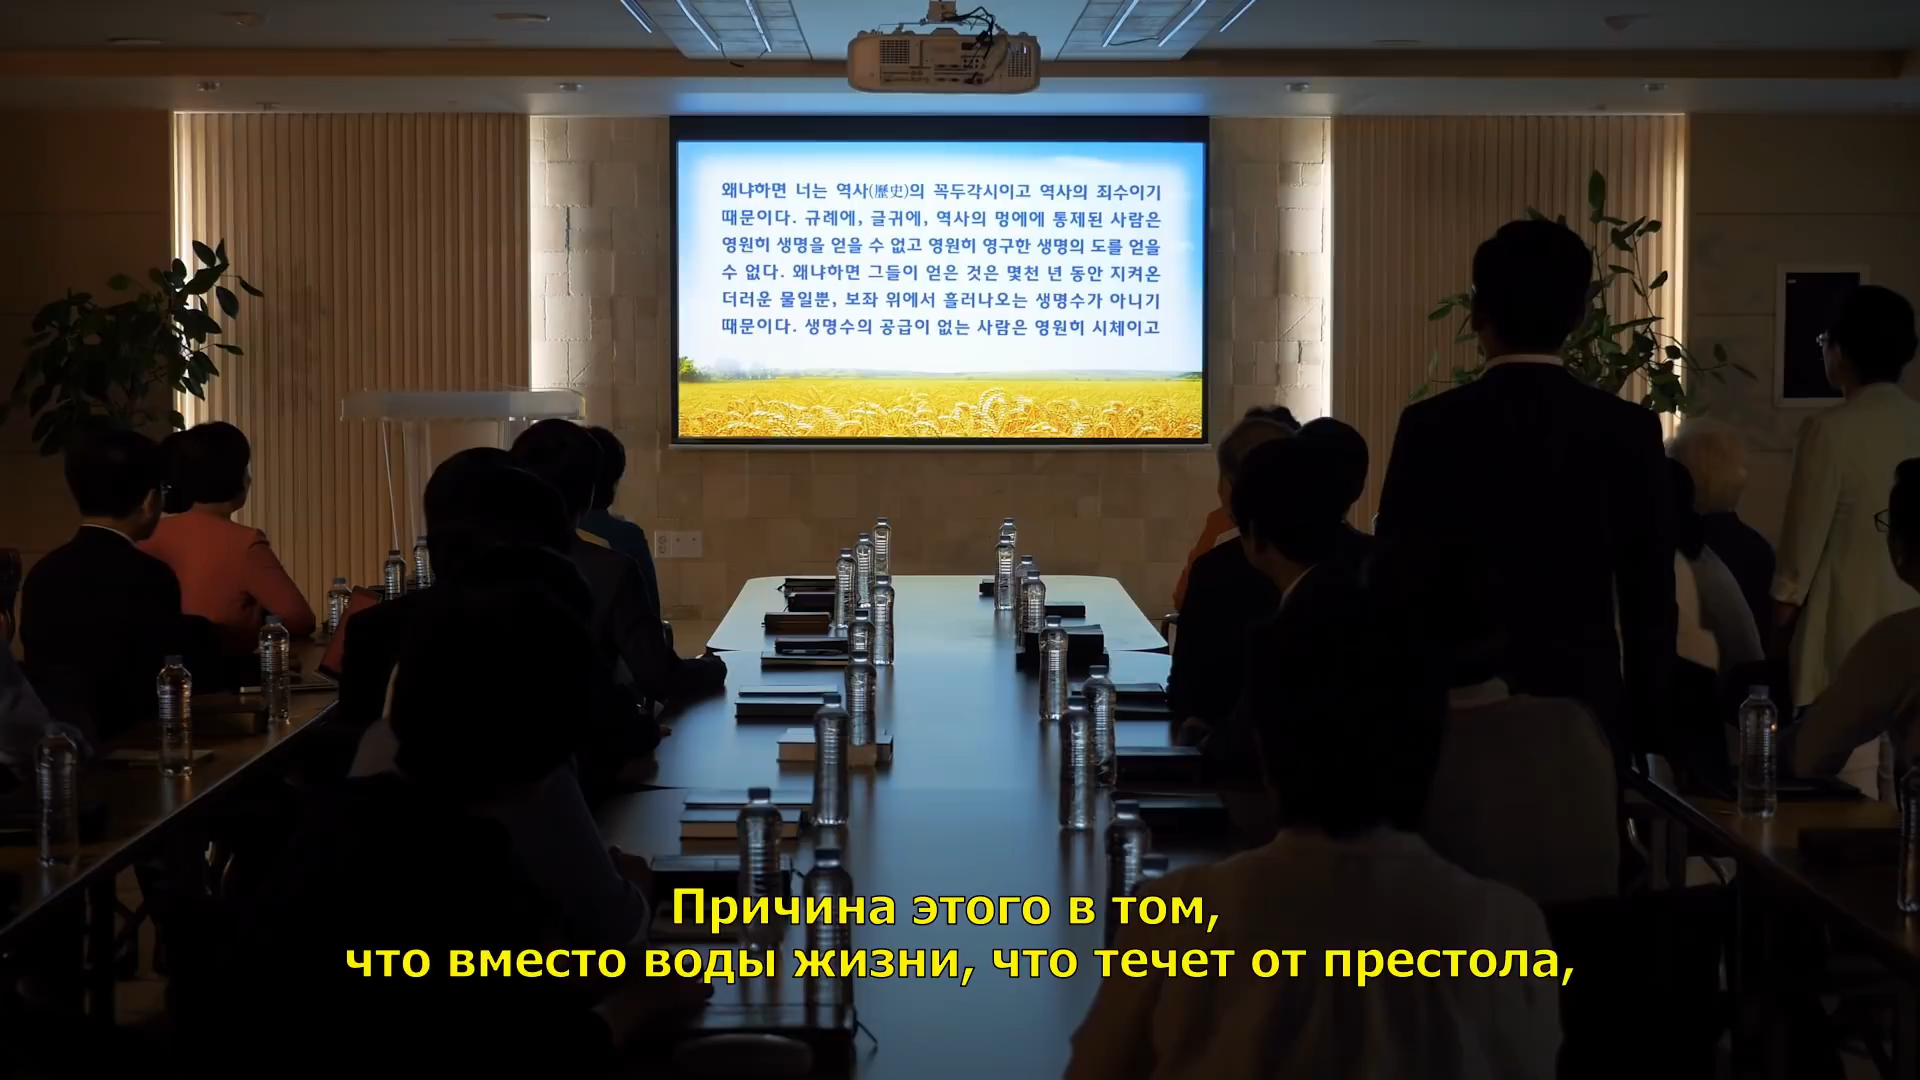 왜냐하면 너는 역사(歷史)의 꼭두각시이고 역사의 죄수이기
때문이다. 규례에, 글귀에, 역사의 멍에에 통제된 사람은
영원히 생명을 얻을 수 없고 영원히 영구한 생명의 도를 얻을
수 없다. 왜냐하면 그들이 얻은 것은 몇천 년 동안 지켜온
더러운 물일뿐, 보좌 위에서 흘러나오는 생명수가 아니기
때문이다. 생명수의 공급이 없는 사람은 영원히 시체이고
Причина этого в том,
что вместо воды жизни, что течет от престола,